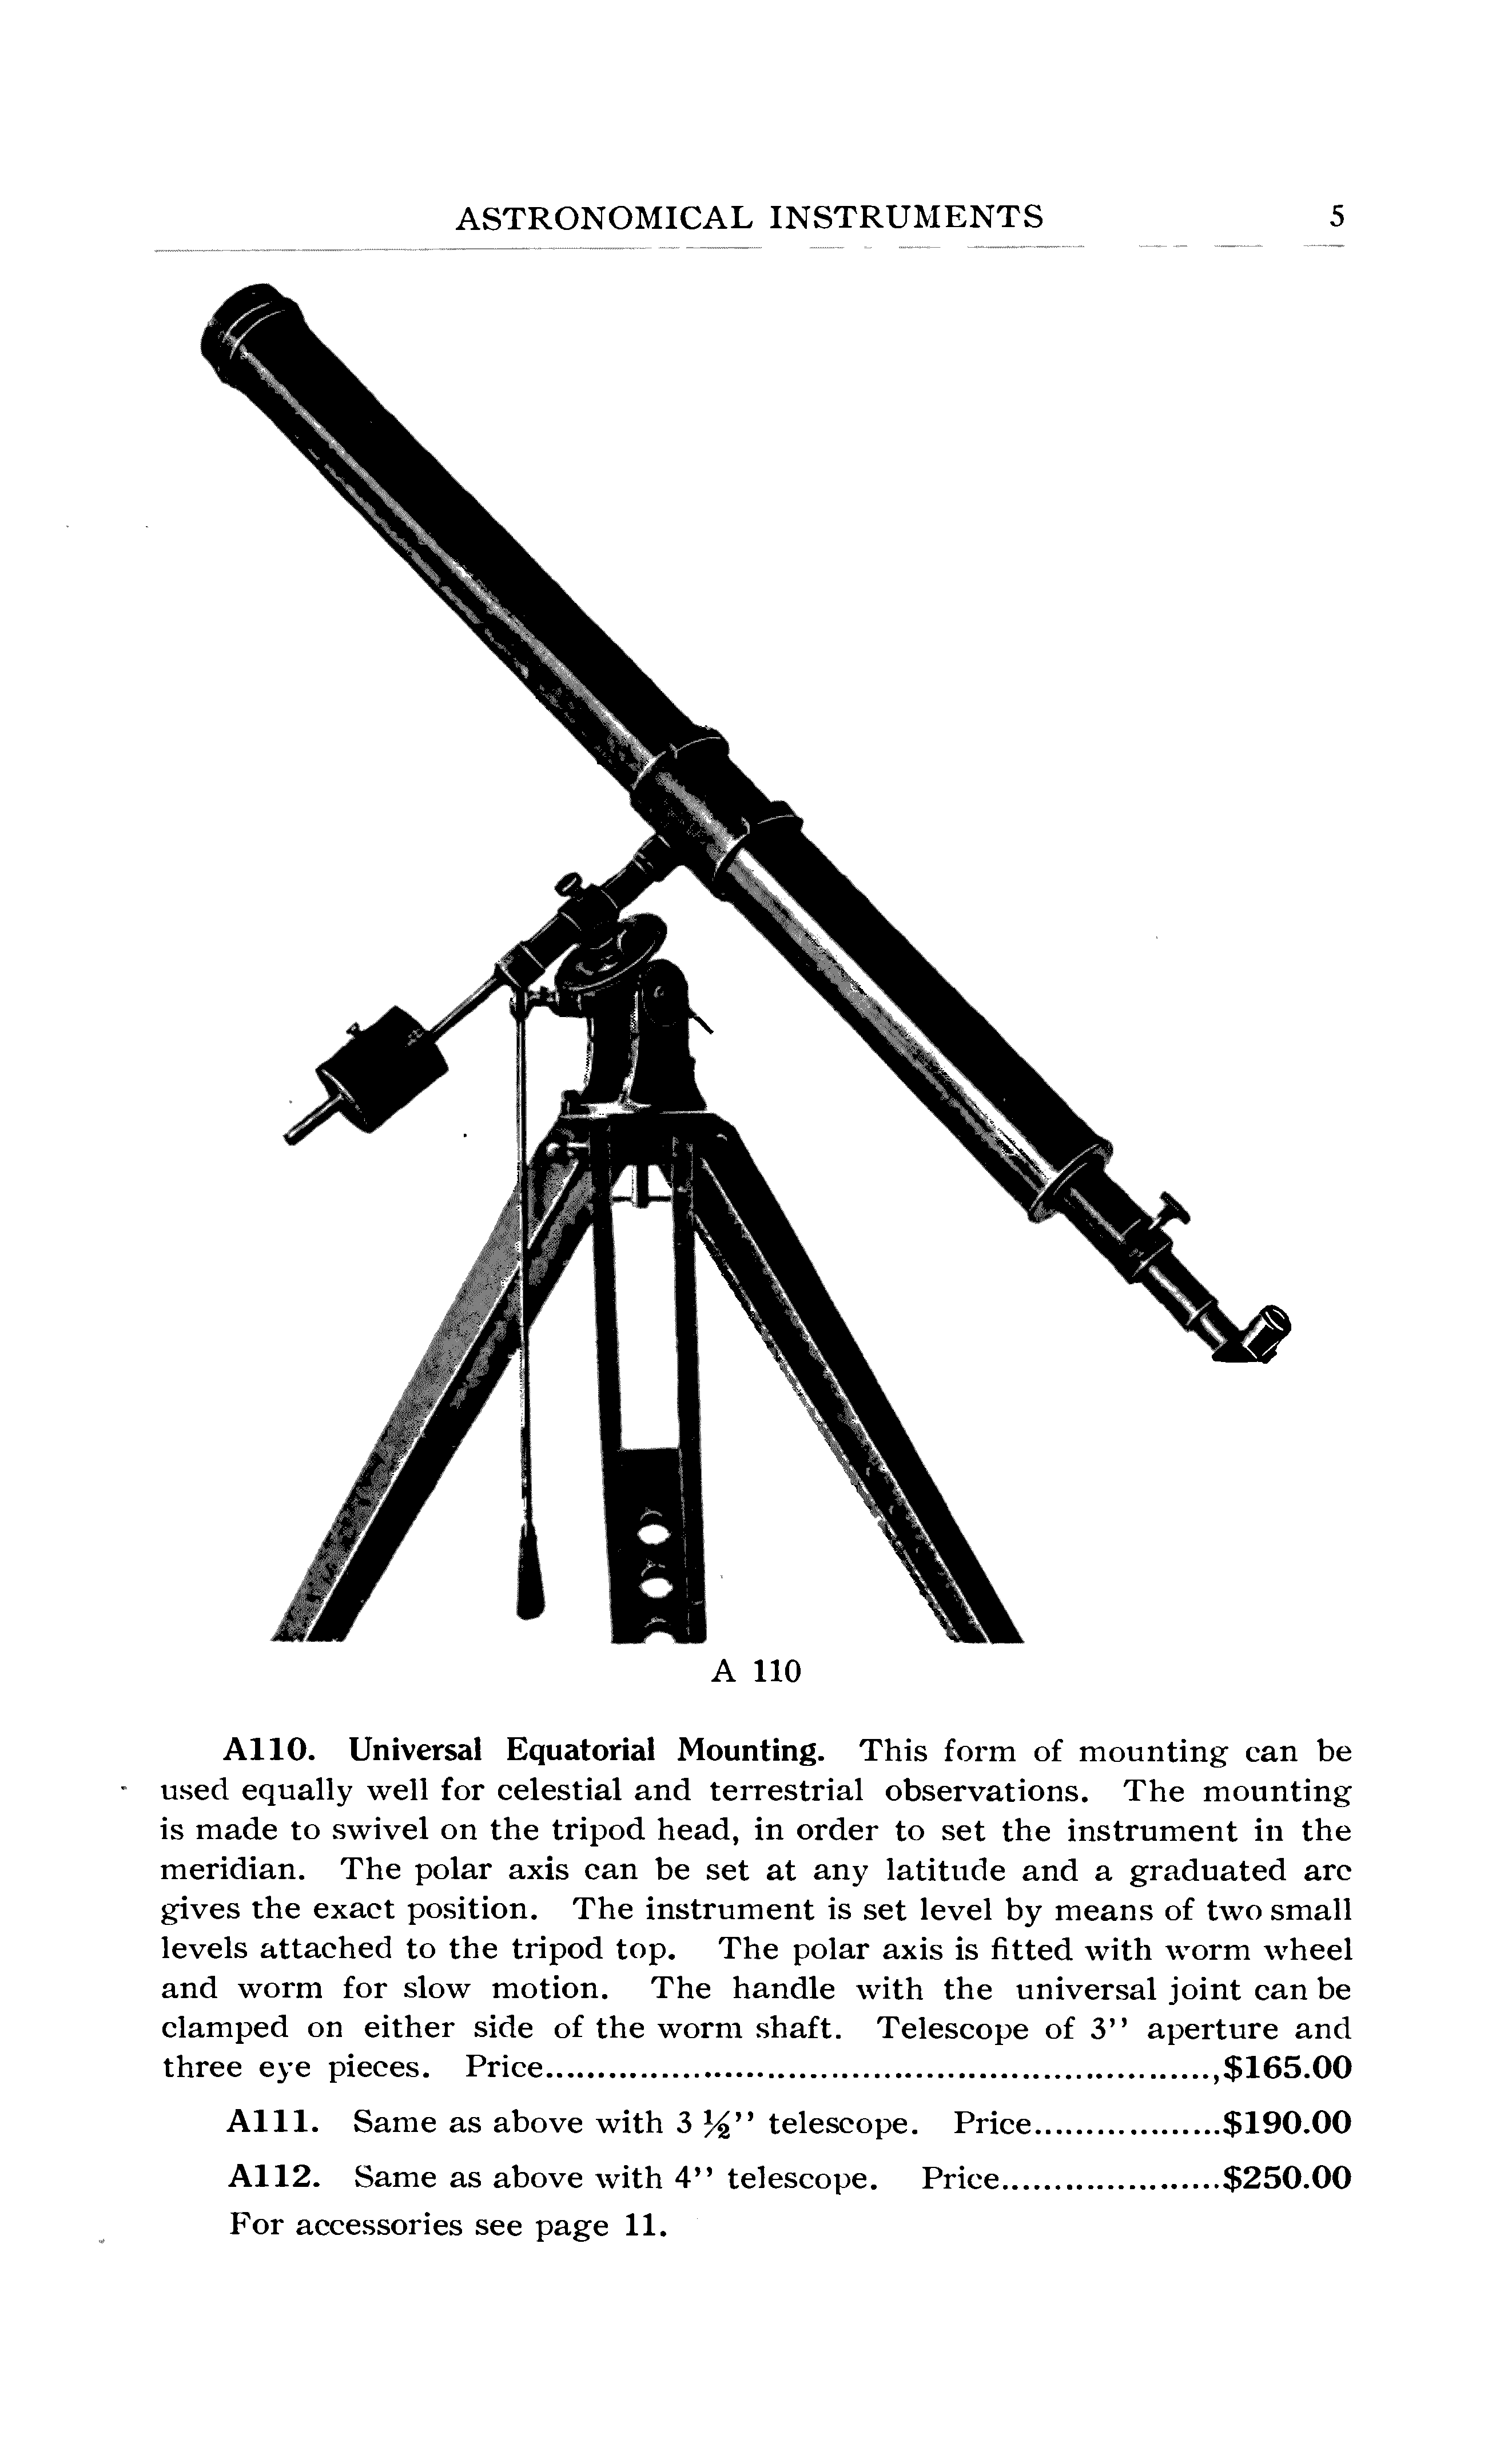 ASTRONOMICAL INSTRUMENTS 5
A 110
A110. Universal Equatorial Mounting. This form of mounting can be
used equally well for celestial and terrestrial observations. The mounting
is made to swivel on the tripod head, in order to set the instrument in the
meridian. The polar axis can be set at any latitude and a graduated arc
gives the exact position. The instrument is set level by means of two small
levels attached to the tripod top. The polar axis is fitted with worm wheel
and worm for slow motion. The handle with the universal joint can be
clamped on either side of the worm shaft. Telescope of 3’’ aperture and
three eye pieces. Price................................................................,$165.00
A111. Same as above with 3 ½’’ telescope. Price..................$190.00
A112. Same as above with 4’’ telescope. Price.....................$250.00
For accessories see page 11.